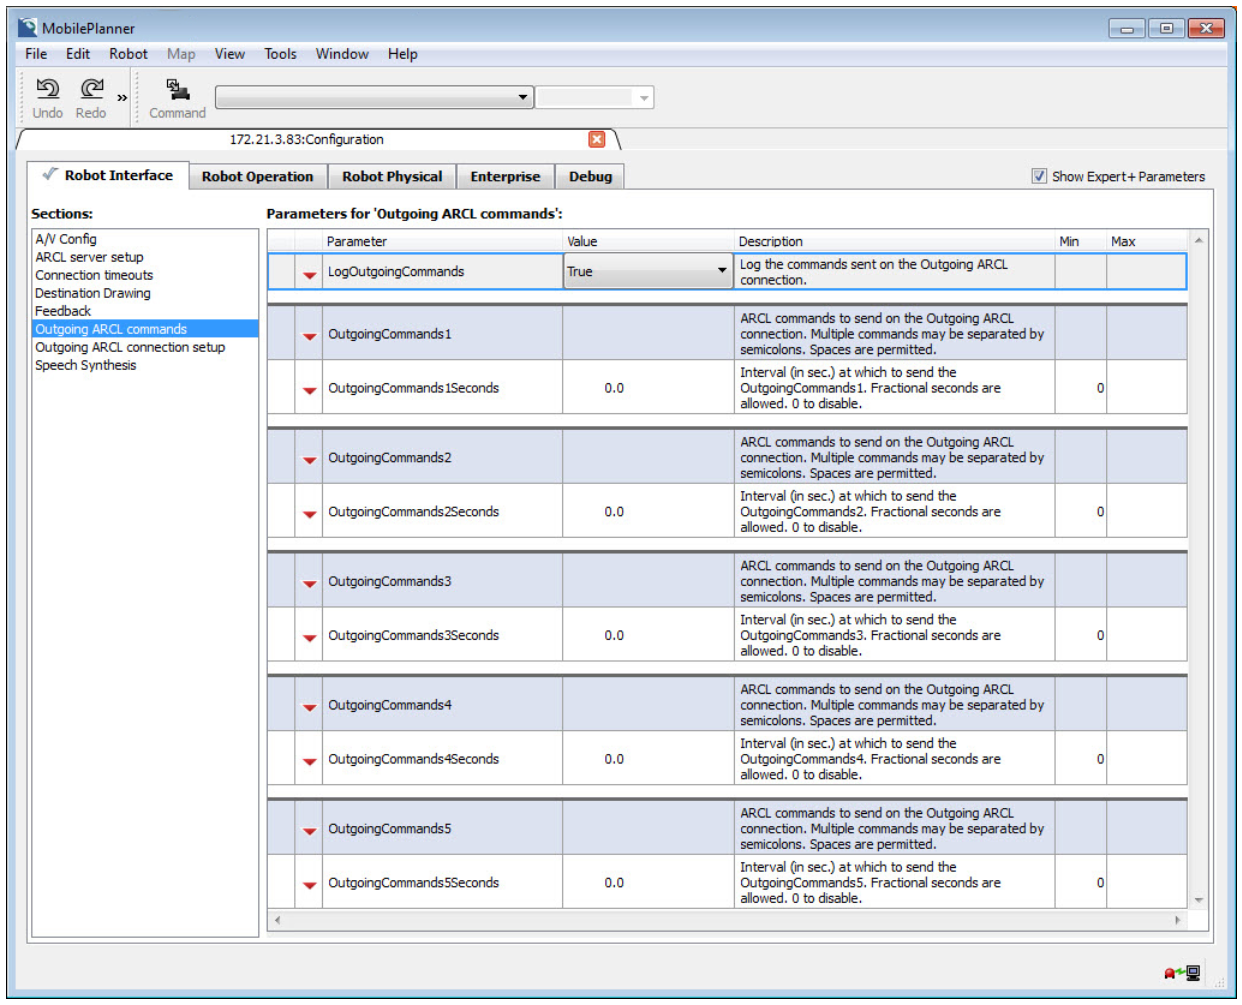 MobilePlanner
File Edit Robot Map View Tools Window Help
Undo Redo » Command
172.21.3.83:Configuration
Robot Interface Robot Operation Robot Physical Enterprise Debug Show Expert+ Parameters
Sections:
A/V Config
ARCL server setup
Connection timeouts
Destination Drawing
Feedback
Outgoing ARCL commands
Outgoing ARCL connection setup
Speech Synthesis
Parameters for 'Outgoing ARCL commands':
Parameter Value Description Min Max
LogOutgoingCommands True Log the commands sent on the Outgoing ARCL
connection.
OutgoingCommands1 ARCL commands to send on the Outgoing ARCL
connection. Multiple commands may be separated by
semicolons. Spaces are permitted.
OutgoingCommands1Seconds 0.0 Interval (in sec.) at which to send the
OutgoingCommands1. Fractional seconds are
allowed. 0 to disable. 0
OutgoingCommands2 ARCL commands to send on the Outgoing ARCL
connection. Multiple commands may be separated by
semicolons. Spaces are permitted.
OutgoingCommands2Seconds 0.0 Interval (in sec.) at which to send the
OutgoingCommands2. Fractional seconds are
allowed. 0 to disable. 0
OutgoingCommands3 ARCL commands to send on the Outgoing ARCL
connection. Multiple commands may be separated by
semicolons. Spaces are permitted.
OutgoingCommands3Seconds 0.0 Interval (in sec.) at which to send the
OutgoingCommands3. Fractional seconds are
allowed. 0 to disable. 0
OutgoingCommands4 ARCL commands to send on the Outgoing ARCL
connection. Multiple commands may be separated by
semicolons. Spaces are permitted.
OutgoingCommands4Seconds 0.0 Interval (in sec.) at which to send the
OutgoingCommands4. Fractional seconds are
allowed. 0 to disable. 0
OutgoingCommands5 ARCL commands to send on the Outgoing ARCL
connection. Multiple commands may be separated by
semicolons. Spaces are permitted.
OutgoingCommands5Seconds 0.0 Interval (in sec.) at which to send the
OutgoingCommands5. Fractional seconds are
allowed. 0 to disable. 0